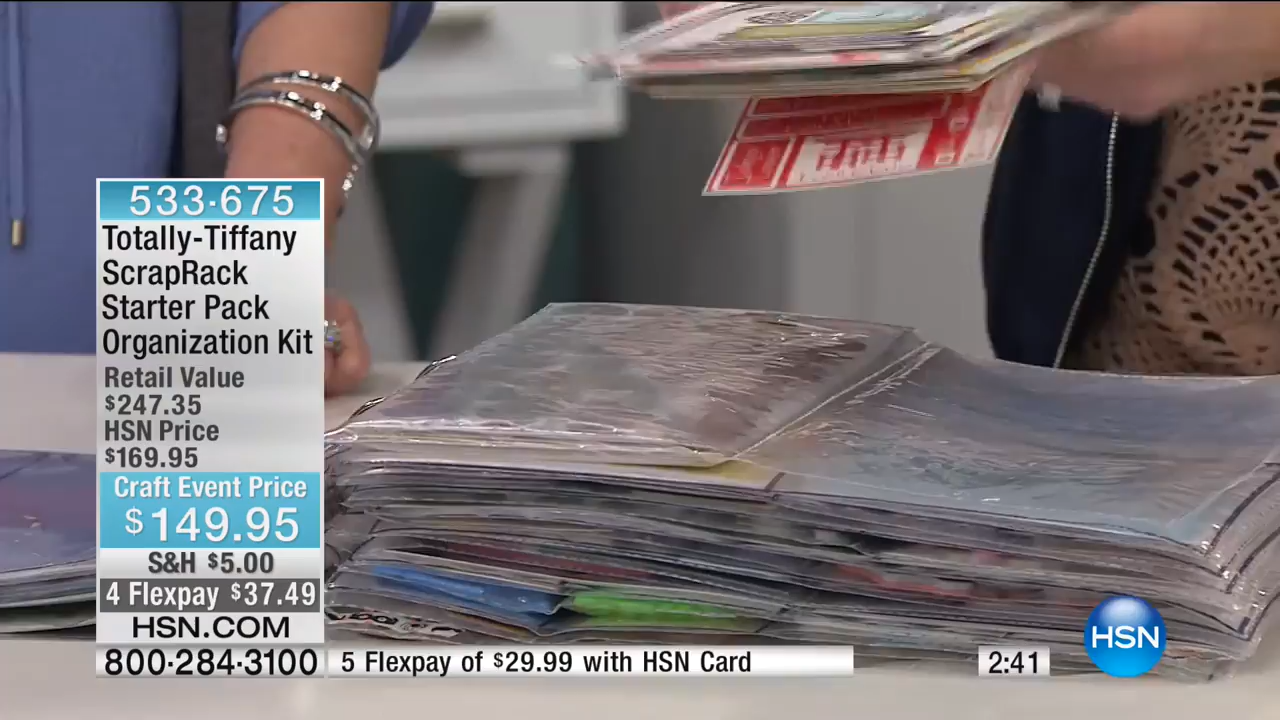 533·675
Totally-Tiffany
ScrapRack
Starter Pack
Organization Kit
Retail Value
$247.35
HSN Price
$169.95
Craft Event Price
$149.95
S&H $5.00
4 Flexpay $37.49
HSN.COM
800·284·3100
5 Flexpay of $29.99 with HSN Card
2:41
HSN